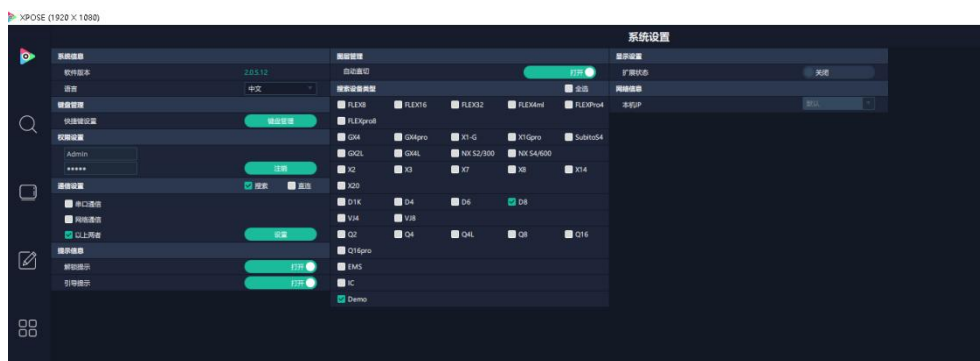 XPOSE (1920 X 1080)
系统设置
系统信息
软件版本 2.0.5.12
语言 中文
键盘管理
快捷键设置 键盘管理
权限设置
Admin
***** 注销
通信设置 搜索 直连
串口通信
网络通信
以上两者 设置
提示信息
解锁提示 打开
引导提示 打开
图层管理
自动直切 打开
搜索设备类型 全选
FLEX8 FLEX16 FLEX32 FLEX4ml FLEXPro4
FLEXpro8
GX4 GX4pro X1-G X1Gpro SubitoS4
GX2L GX4L NX S2/300 NX S4/600
X2 X3 X7 X8 X14
X20
D1K D4 D6 D8
VJ4 VJ8
Q2 Q4 Q4L Q8 Q16
Q16pro
EMS
IC
Demo
显示设置
扩展状态 关闭
网络信息
本机IP 默认